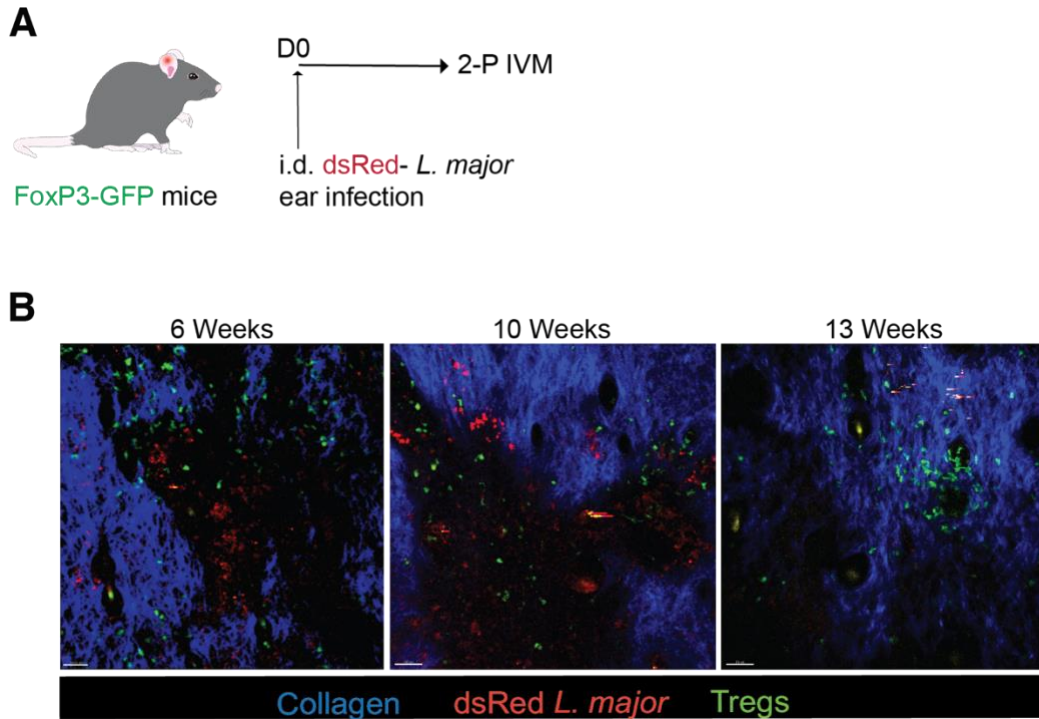 A
D0
2-P IVM
i.d. dsRed- L. major
ear infection
FoxP3-GFP mice
B
6 Weeks
10 Weeks
13 Weeks
Collagen dsRed L. major Tregs